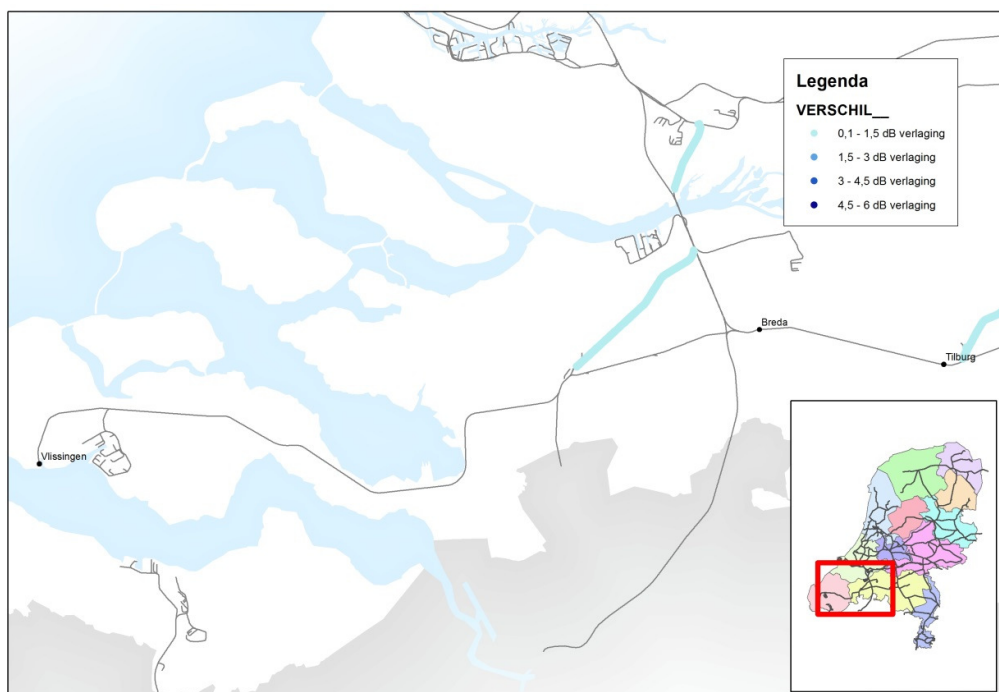 Legenda
VERSCHIL__
0,1 - 1,5 dB verlaging
1,5 - 3 dB verlaging
3 - 4,5 dB verlaging
4,5 - 6 dB verlaging
Breda
Tilburg
Vlissingen